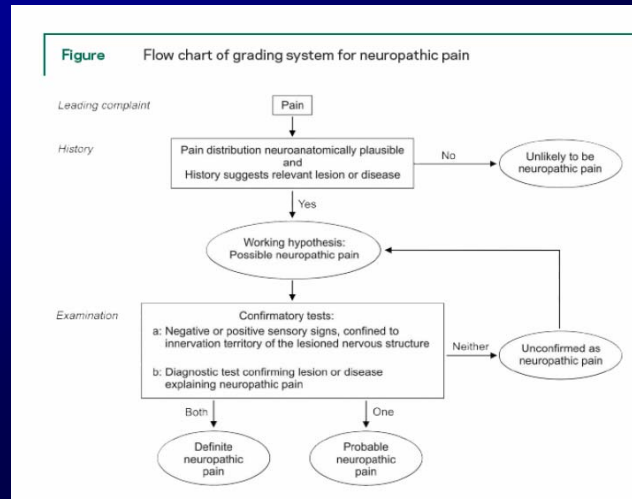 Figure Flow chart of grading system for neuropathic pain
Leading complaint
Pain
History
Pain distribution neuroanatomically plausible
and
History suggests relevant lesion or disease
No
Unlikely to be
neuropathic pain
Yes
Working hypothesis:
Possible neuropathic pain
Examination
Confirmatory tests:
a: Negative or positive sensory signs, confined to
innervation territory of the lesioned nervous structure
b: Diagnostic test confirming lesion or disease
explaining neuropathic pain
Neither
Unconfirmed as
neuropathic pain
Both
One
Definite
neuropathic
pain
Probable
neuropathic
pain